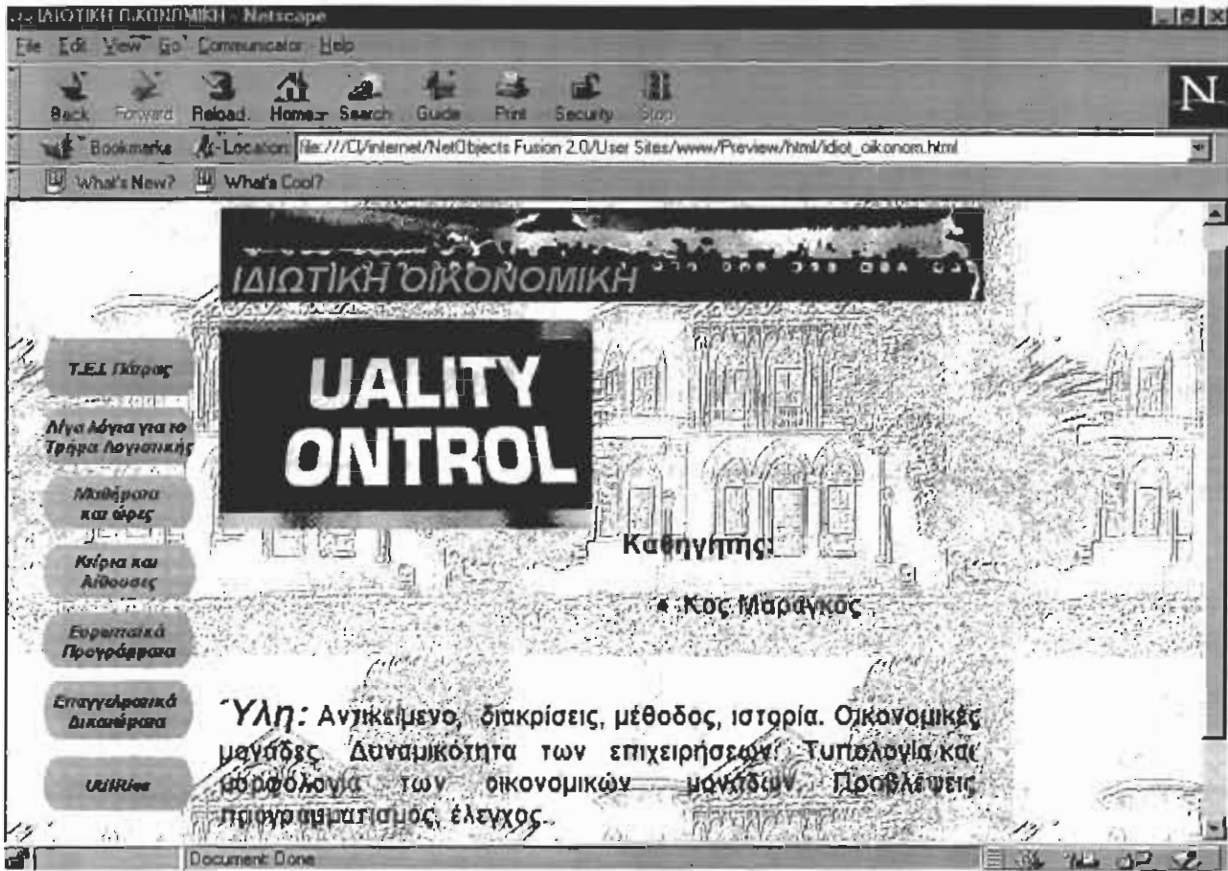 ΙΔΙΩΤΙΚΗ ΟΙΚΟΝΟΜΙΚΗ - Netscape
File Edit View Go Communicator Help
Back Forward Reload Home Search Guide Print Security Stop
N
Bookmarks Location: file:///C|/internet/NetObjects Fusion 2.0/User Sites/www/Preview/html/idiot_oikonom.html
What's New? What's Cool?
ΙΔΙΩΤΙΚΗ ΟΙΚΟΝΟΜΙΚΗ
UALITY
ONTROL
Τ.Ε.Ι. Πάτρας
Λίγα λόγια για το
Τμήμα Λογιστικής
Μαθήματα
και ώρες
Κτίρια και
Αίθουσες
Ευρωπαϊκά
Προγράμματα
Επαγγελματικά
Δικαιώματα
Utilities
Καθηγητής:
• Κος Μαραγκός
Ύλη: Αντικείμενο, διακρίσεις, μέθοδος, ιστορία. Οικονομικές
μονάδες. Δυναμικότητα των επιχειρήσεων. Τυπολογία και
μορφολογία των οικονομικών μονάδων. Προβλέψεις
προγραμματισμός, έλεγχος.
Document: Done